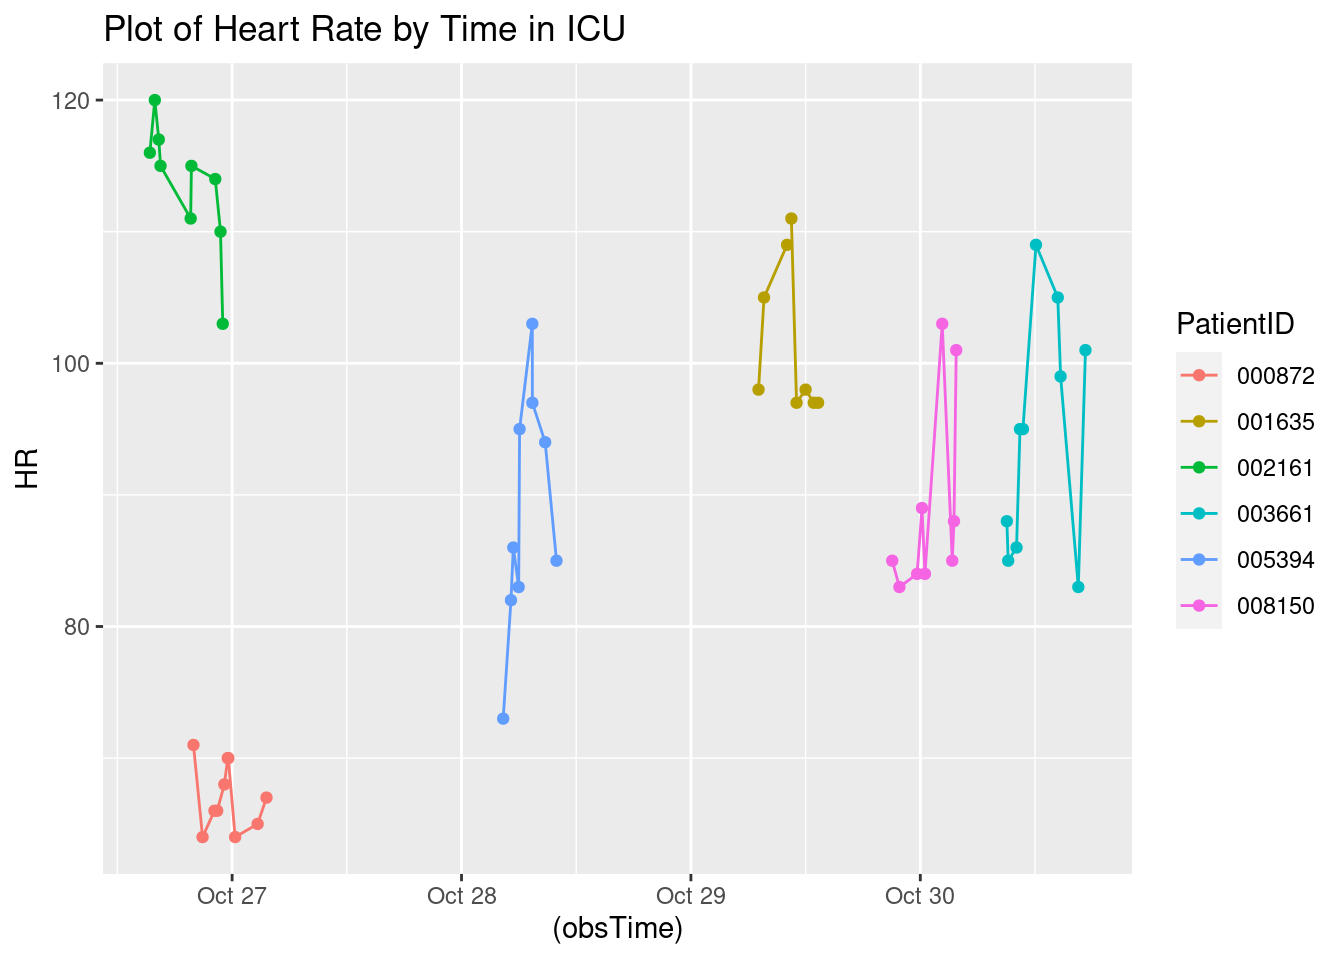 Plot of Heart Rate by Time in ICU
120
100
80
HR
Oct 27
Oct 28
Oct 29
Oct 30
(obsTime)
PatientID
000872
001635
002161
003661
005394
008150